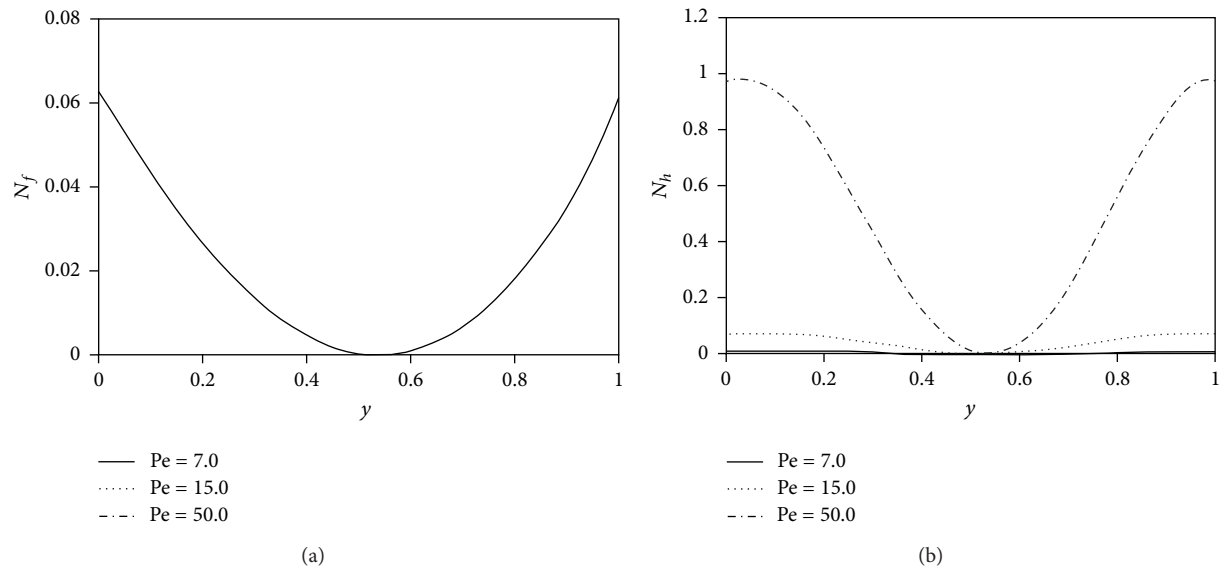 0.08
0.06
0.04
0.02
0
N_f
0 0.2 0.4 0.6 0.8 1
y
Pe = 7.0
Pe = 15.0
Pe = 50.0
(a)
1.2
1
0.8
0.6
0.4
0.2
0
N_h
0 0.2 0.4 0.6 0.8 1
y
Pe = 7.0
Pe = 15.0
Pe = 50.0
(b)